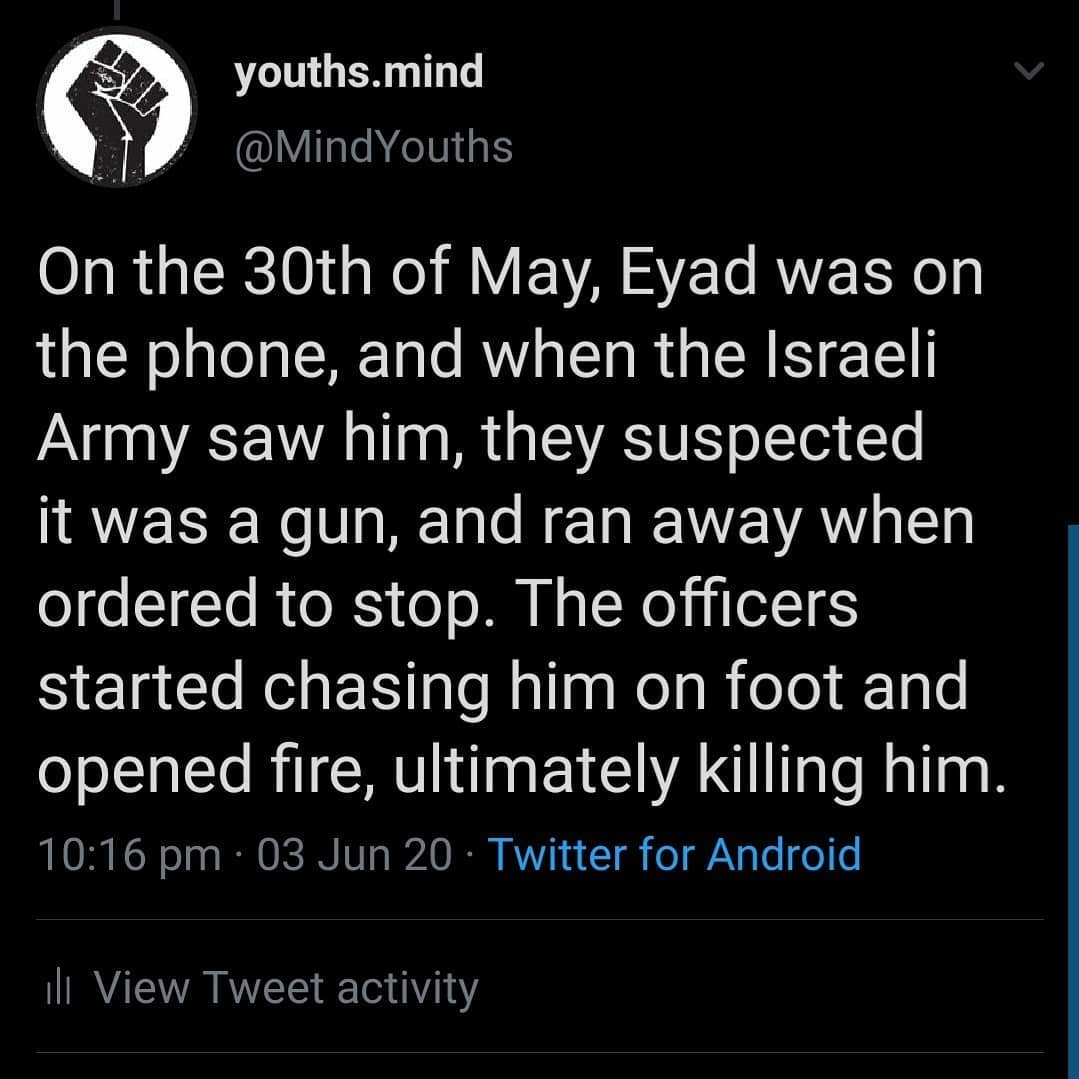 youths.mind
@MindYouths
On the 30th of May, Eyad was on
the phone, and when the Israeli
Army saw him, they suspected
it was a gun, and ran away when
ordered to stop. The officers
started chasing him on foot and
opened fire, ultimately killing him.
10:16 pm · 03 Jun 20 · Twitter for Android
View Tweet activity